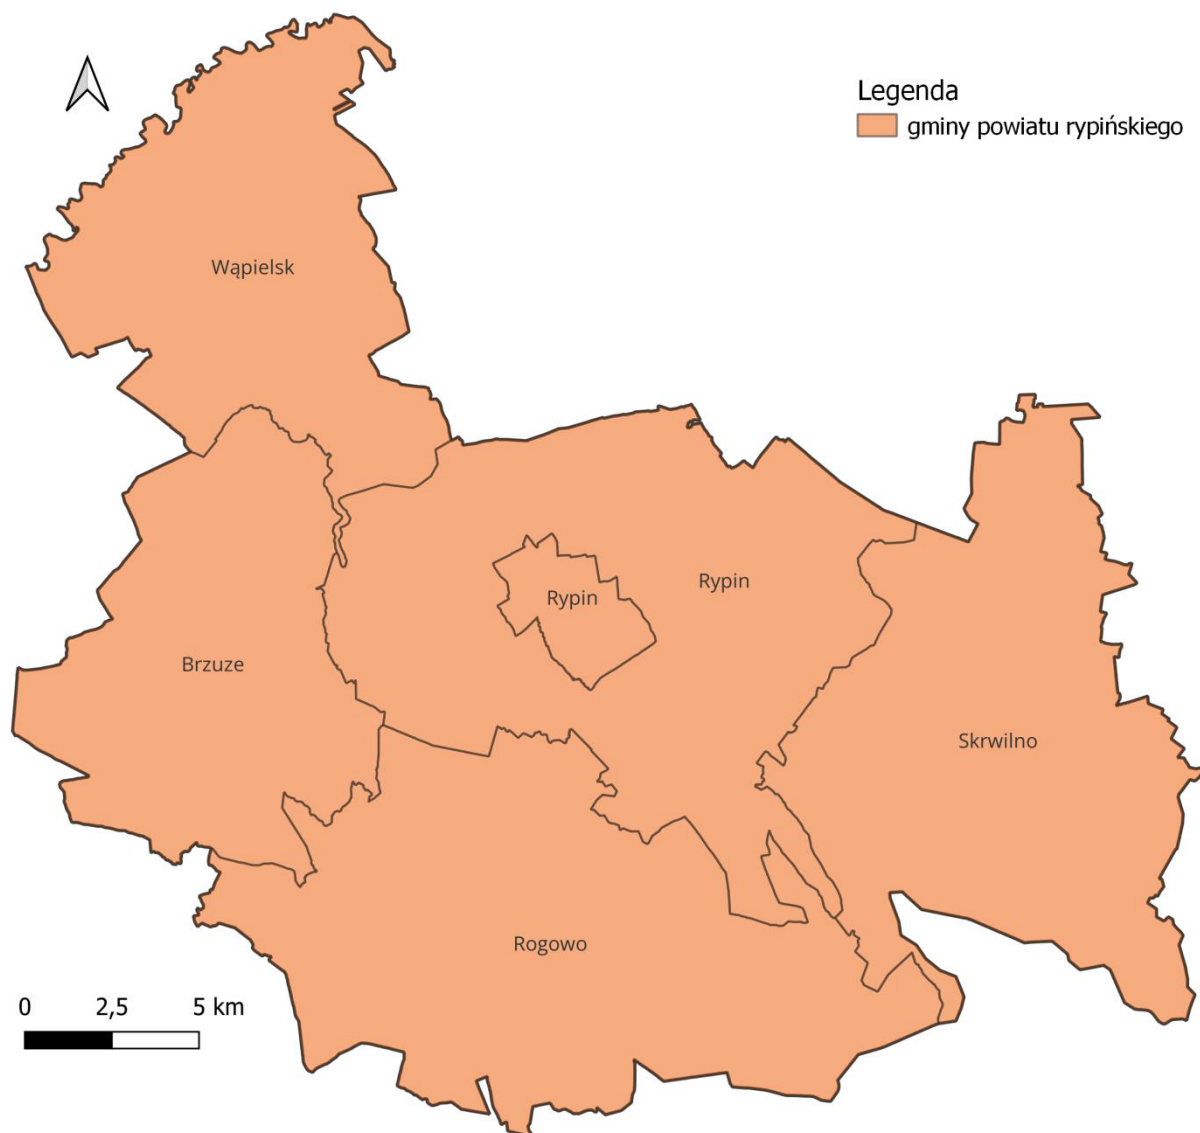 Legenda
gminy powiatu rypińskiego
Wąpielsk
Rypin
Rypin
Brzuze
Skrwilno
Rogowo
0 2,5 5 km